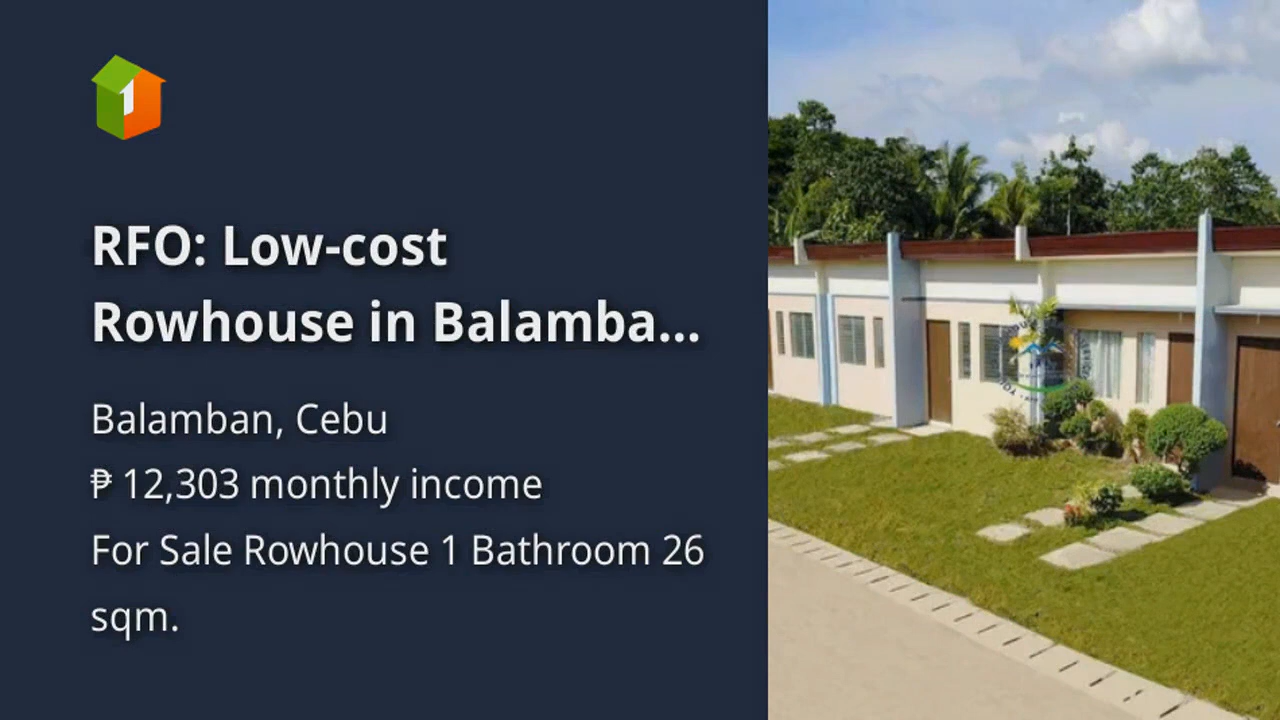 RFO: Low-cost
Rowhouse in Balamba...
Balamban, Cebu
₱ 12,303 monthly income
For Sale Rowhouse 1 Bathroom 26
sqm.